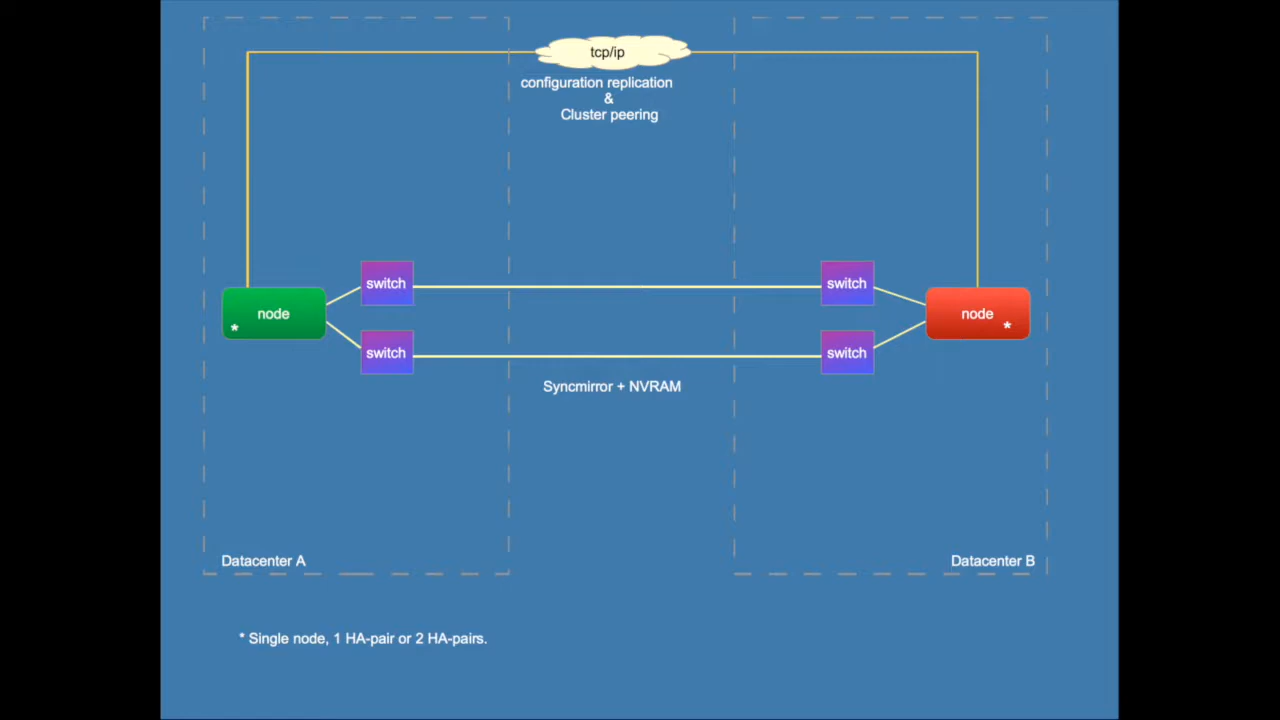 tcp/ip
configuration replication
&
Cluster peering
switch
switch
node
*
node
*
switch
switch
Syncmirror + NVRAM
Datacenter A
Datacenter B
* Single node, 1 HA-pair or 2 HA-pairs.